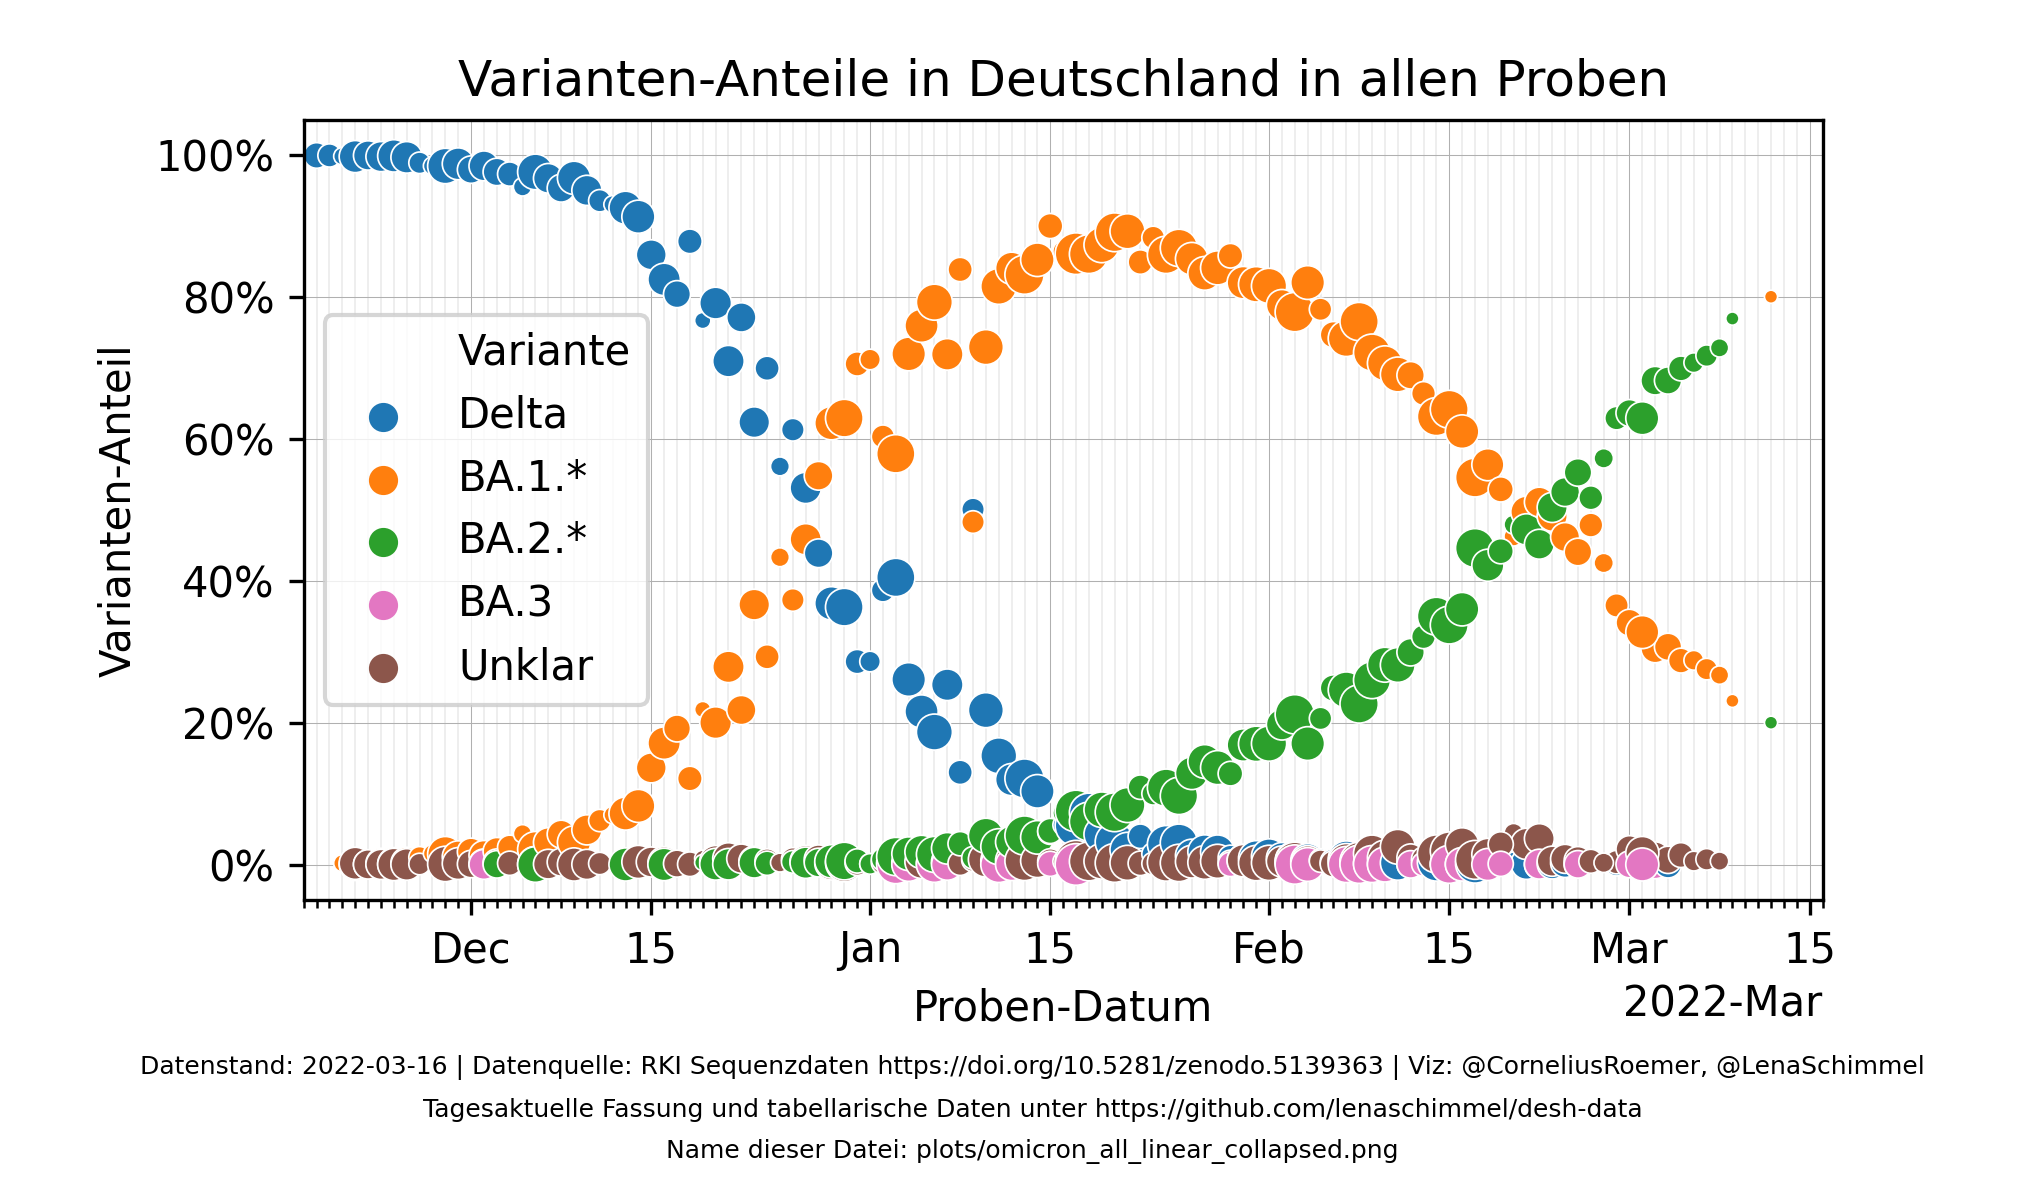 Varianten-Anteile in Deutschland in allen Proben
100%
80%
60%
40%
20%
0%
Varianten-Anteil
Variante
Delta
BA.1.*
BA.2.*
BA.3
Unklar
Dec 15 Jan 15 Feb 15 Mar 15
2022-Mar
Proben-Datum
Datenstand: 2022-03-16 | Datenquelle: RKI Sequenzdaten https://doi.org/10.5281/zenodo.5139363 | Viz: @CorneliusRoemer, @LenaSchimmel
Tagesaktuelle Fassung und tabellarische Daten unter https://github.com/lenaschimmel/desh-data
Name dieser Datei: plots/omicron_all_linear_collapsed.png